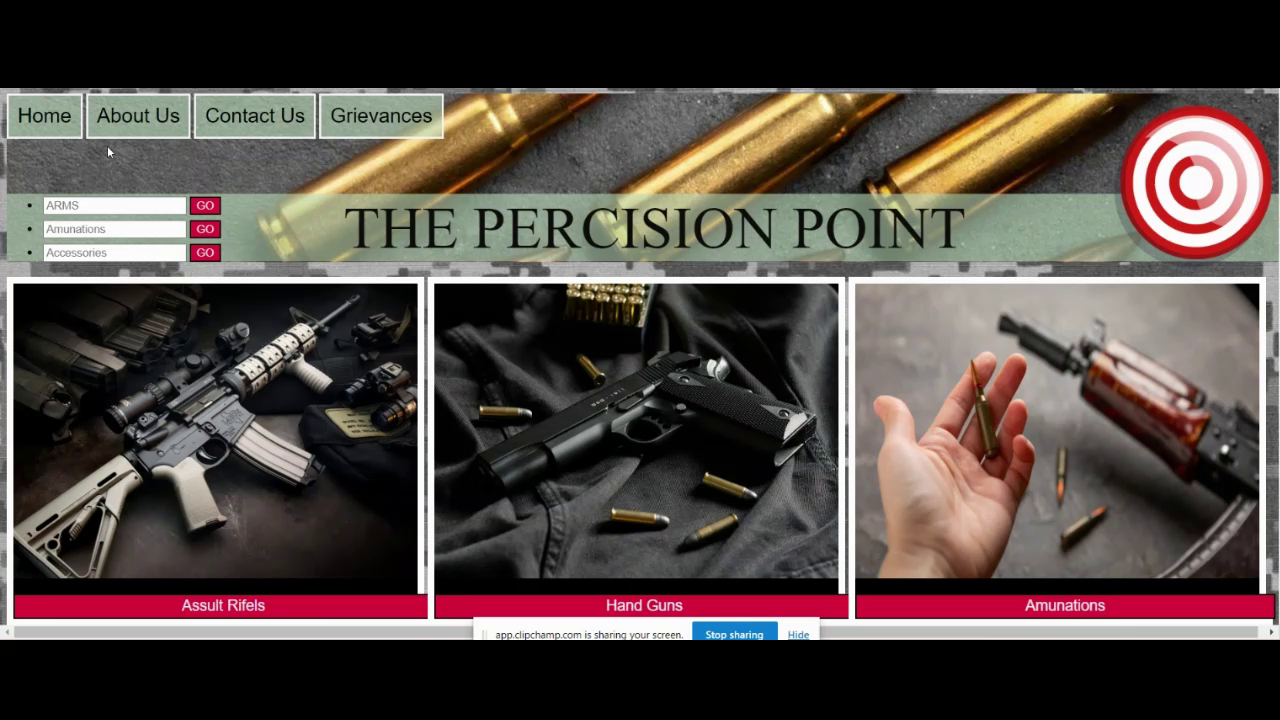 Home About Us Contact Us Grievances
ARMS GO
Amunations GO
Accessories GO
THE PERCISION POINT
Assult Rifels Hand Guns Amunations
app.clipchamp.com is sharing your screen. Stop sharing Hide